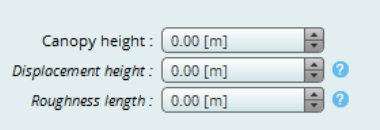 Canopy height : 0.00 [m]
Displacement height : 0.00 [m] ?
Roughness length : 0.00 [m] ?